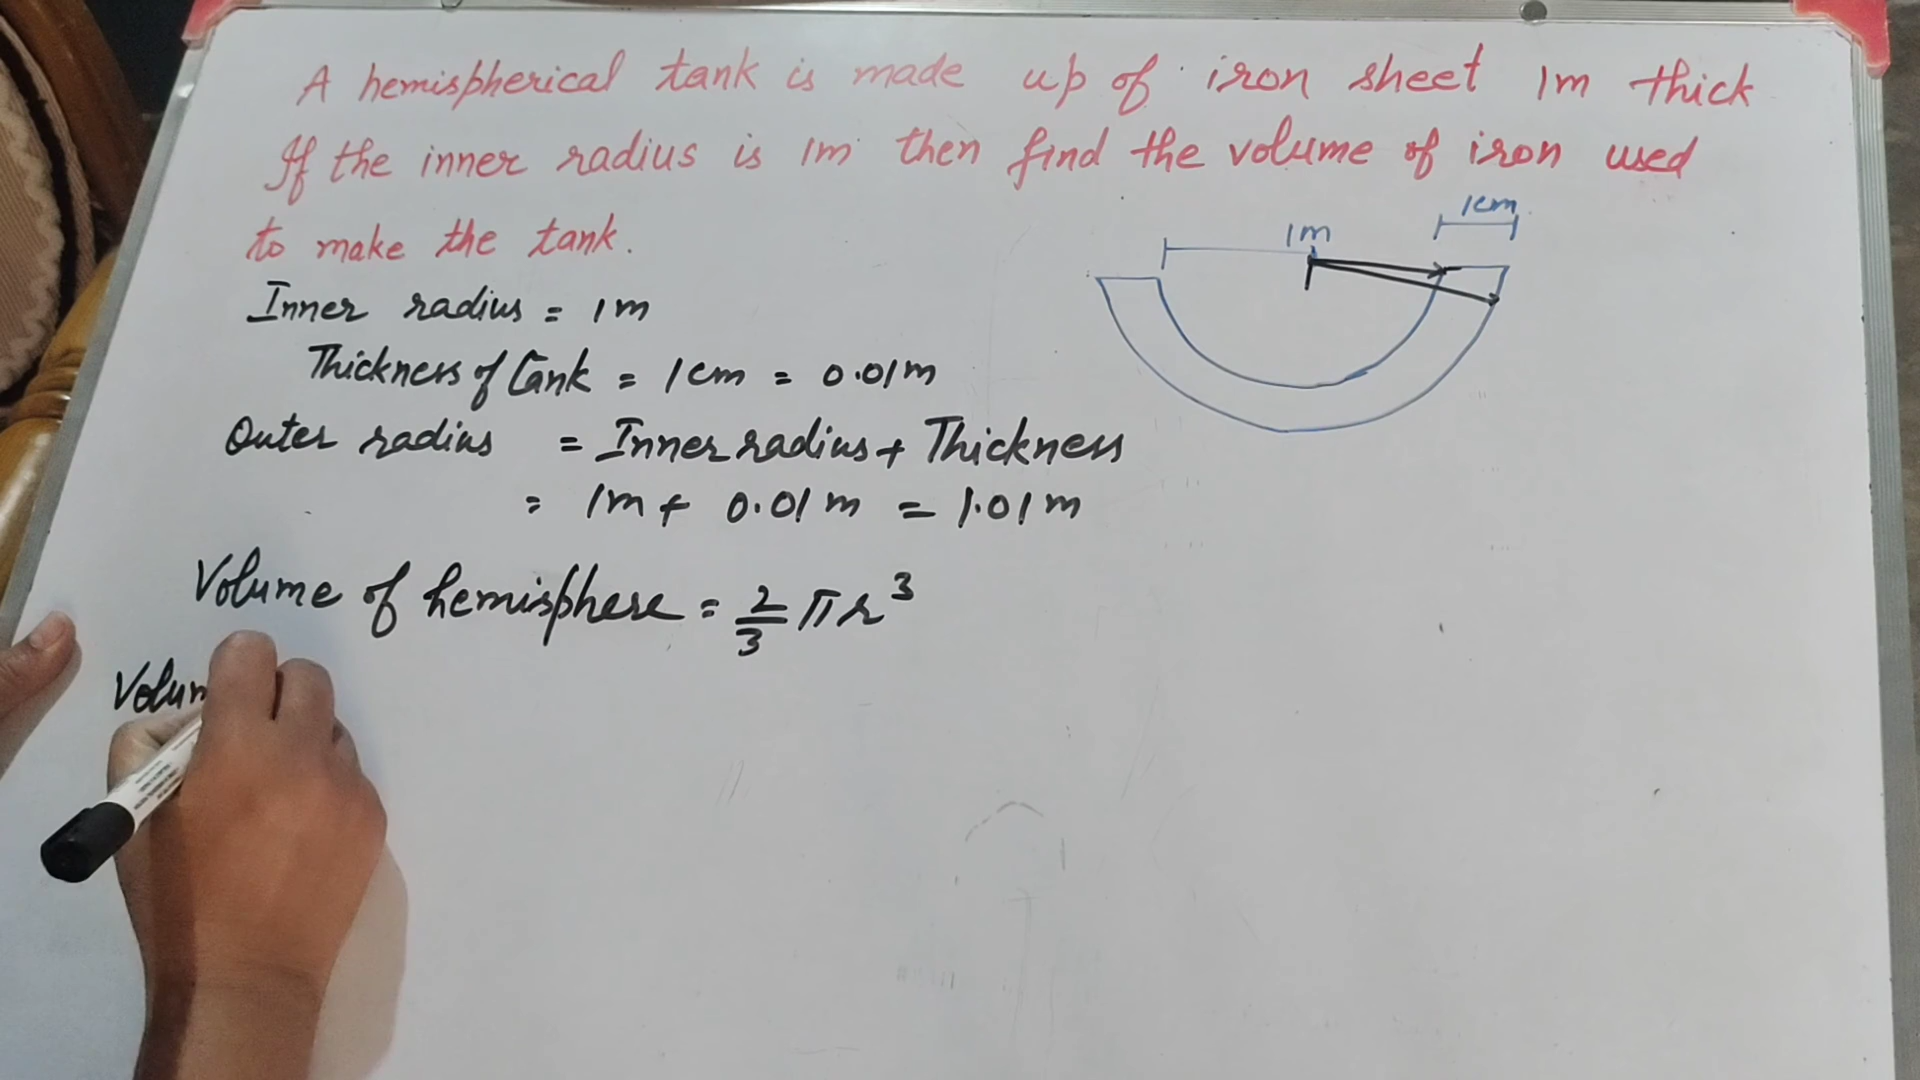 A hemispherical tank is made up of iron sheet 1m thick
If the inner radius is 1m then find the volume of iron used
to make the tank.
1cm
1m
Inner radius = 1m
Thickness of Tank = 1cm = 0.01m
Outer radius = Inner radius + Thickness
= 1m + 0.01m = 1.01m
Volume of hemisphere = 2/3 πr³
Volum